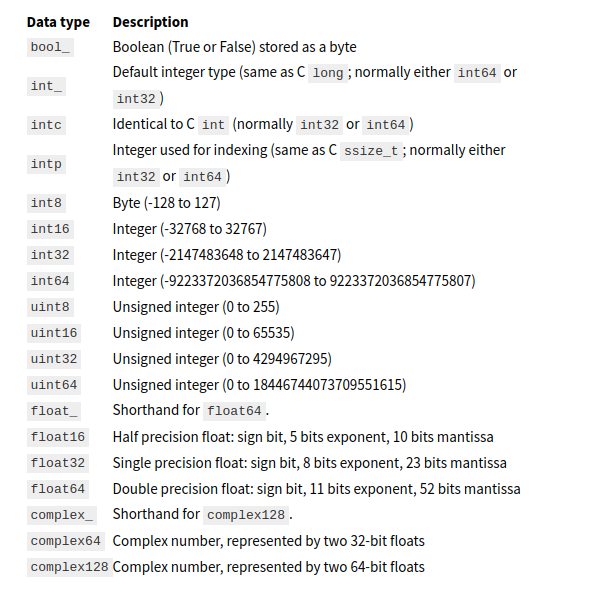 Data type Description
bool_ Boolean (True or False) stored as a byte
int_ Default integer type (same as C long; normally either int64 or
int32)
intc Identical to C int (normally int32 or int64)
intp Integer used for indexing (same as C ssize_t; normally either
int32 or int64)
int8 Byte (-128 to 127)
int16 Integer (-32768 to 32767)
int32 Integer (-2147483648 to 2147483647)
int64 Integer (-9223372036854775808 to 9223372036854775807)
uint8 Unsigned integer (0 to 255)
uint16 Unsigned integer (0 to 65535)
uint32 Unsigned integer (0 to 4294967295)
uint64 Unsigned integer (0 to 18446744073709551615)
float_ Shorthand for float64.
float16 Half precision float: sign bit, 5 bits exponent, 10 bits mantissa
float32 Single precision float: sign bit, 8 bits exponent, 23 bits mantissa
float64 Double precision float: sign bit, 11 bits exponent, 52 bits mantissa
complex_ Shorthand for complex128.
complex64 Complex number, represented by two 32-bit floats
complex128 Complex number, represented by two 64-bit floats